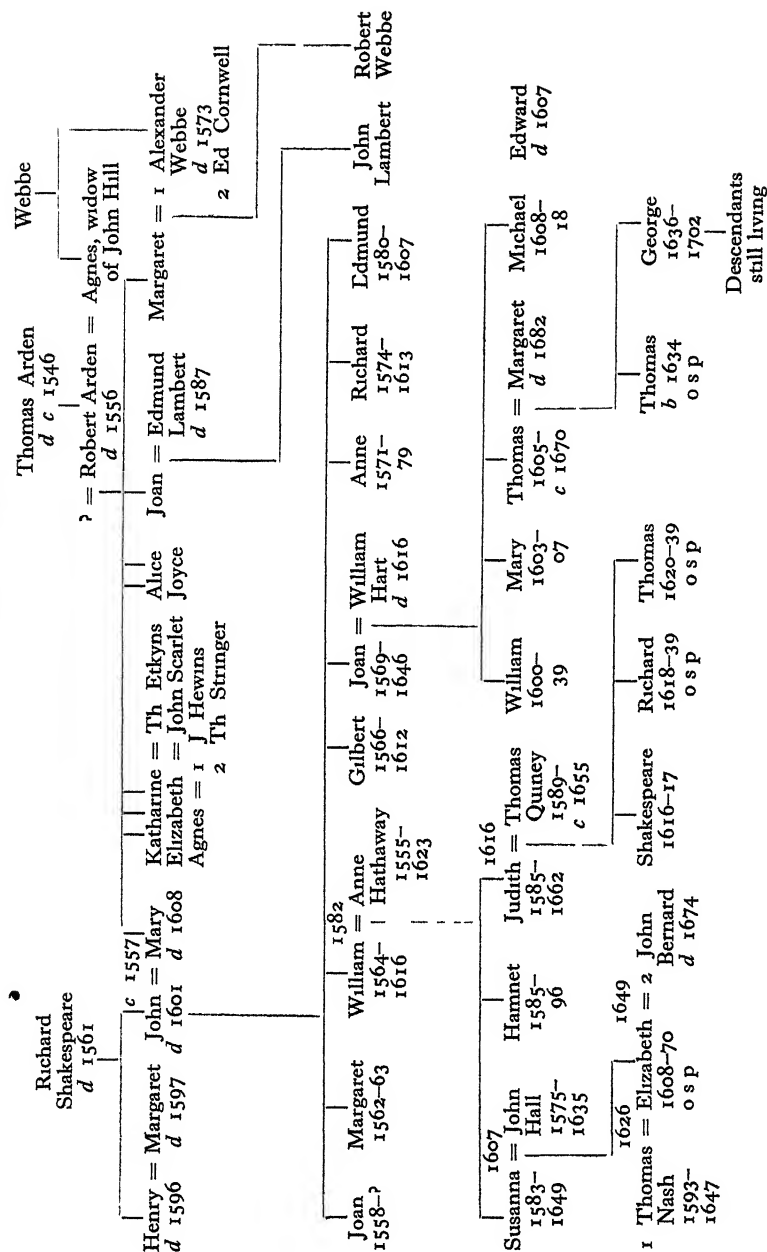 Richard
Shakespeare
d 1561
Thomas Arden
d c 1546
Webbe
? = Robert Arden = Agnes, widow
d 1556
of John Hill
Henry = Margaret
d 1596
d 1597
c 1557
John = Mary
d 1601
d 1608
Katharine = Th Etkyns
Elizabeth = John Scarlet
Agnes = 1 J Hewins
2 Th Stringer
Alice
Joyce
Joan = Edmund
Lambert
d 1587
Margaret = 1 Alexander
Webbe
d 1573
2 Ed Cornwell
Joan
1558–?
Margaret
1562–63
1582
William = Anne
1564–
1616
Hathaway
1555–
1623
Gilbert
1566–
1612
Joan = William
1569–
1646
Hart
d 1616
Anne
1571–
79
Richard
1574–
1613
Edmund
1580–
1607
John
Lambert
Robert
Webbe
1607
Susanna = John
1583–
1649
Hall
1575–
1635
Hamnet
1585–
96
1616
Judith = Thomas
1585–
1662
Quiney
1589–
c 1655
William
1600–
39
Mary
1603–
07
Thomas = Margaret
1605–
c 1670
d 1682
Michael
1608–
18
Edward
d 1607
1626
1649
1 Thomas = Elizabeth = 2 John
Nash
1593–
1647
1608–70
o s p
Bernard
d 1674
Shakespeare
1616–17
Richard
1618–39
o s p
Thomas
1620–39
o s p
Thomas
b 1634
o s p
George
1636–
1702
Descendants
still living